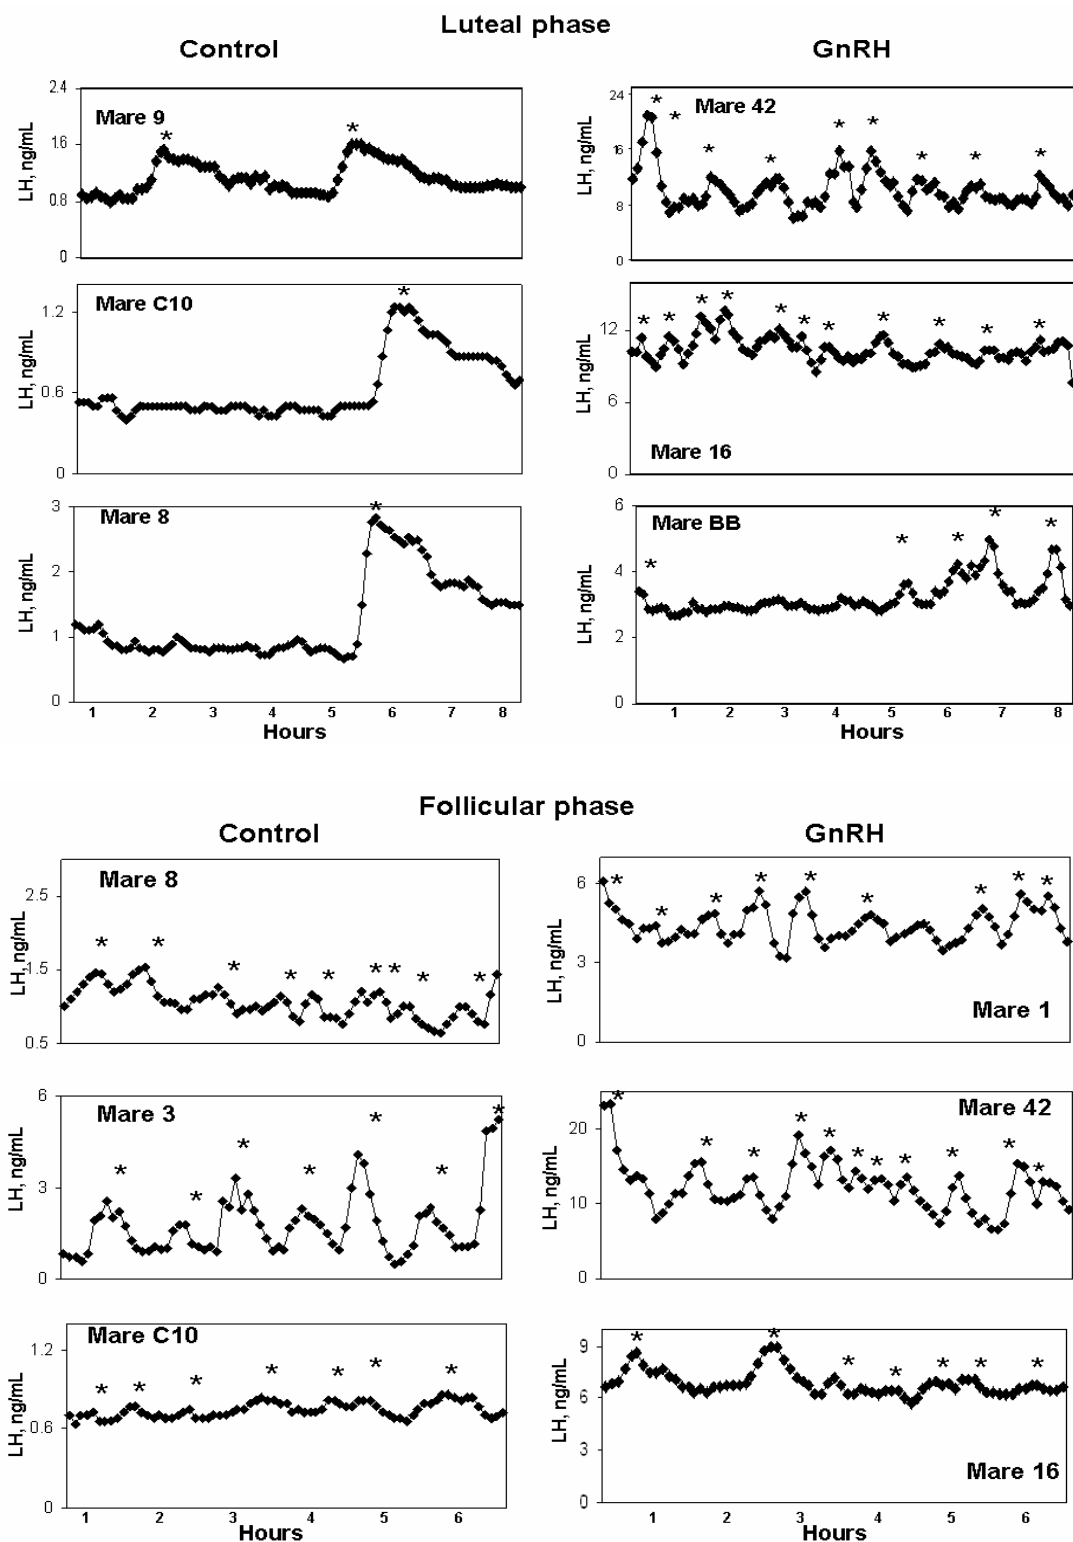 Luteal phase
Control
GnRH
LH, ng/mL
2.4
1.6
0.8
0
Mare 9
*
*
LH, ng/mL
24
16
8
0
Mare 42
* * * * * * * * *
LH, ng/mL
1.2
0.6
0
Mare C10
*
LH, ng/mL
12
6
0
* * * * * * * * * * *
Mare 16
LH, ng/mL
3
2
1
0
Mare 8
*
1 2 3 4 5 6 7 8
Hours
LH, ng/mL
6
4
2
0
Mare BB
* * * * *
1 2 3 4 5 6 7 8
Hours
Follicular phase
Control
GnRH
LH, ng/mL
2.5
1.5
0.5
Mare 8
* * * * * * * * *
LH, ng/mL
6
3
0
* * * * * * * * *
Mare 1
LH, ng/mL
6
3
0
Mare 3
* * * * * * *
LH, ng/mL
20
10
0
Mare 42
* * * * * * * * * * *
LH, ng/mL
1.2
0.6
0
Mare C10
* * * * * * *
1 2 3 4 5 6
Hours
LH, ng/mL
9
6
3
0
* * * * * * *
Mare 16
1 2 3 4 5 6
Hours